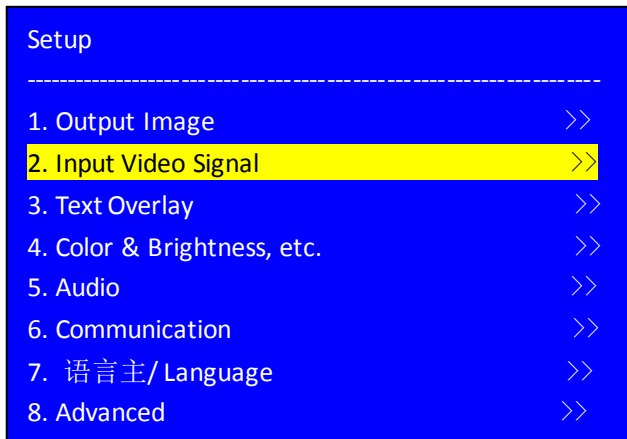 Setup
----------------------------------------------------------------------
1. Output Image >>
2. Input Video Signal >>
3. Text Overlay >>
4. Color & Brightness, etc. >>
5. Audio >>
6. Communication >>
7. 语言主/ Language >>
8. Advanced >>